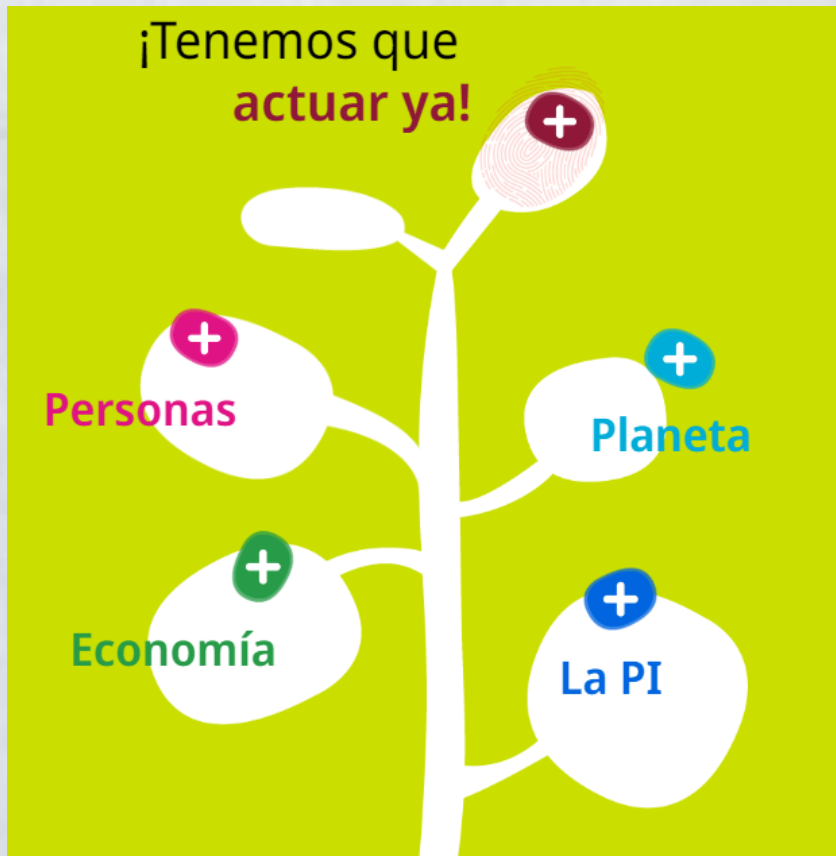 ¡Tenemos que
actuar ya!
Personas
Planeta
Economía
La PI